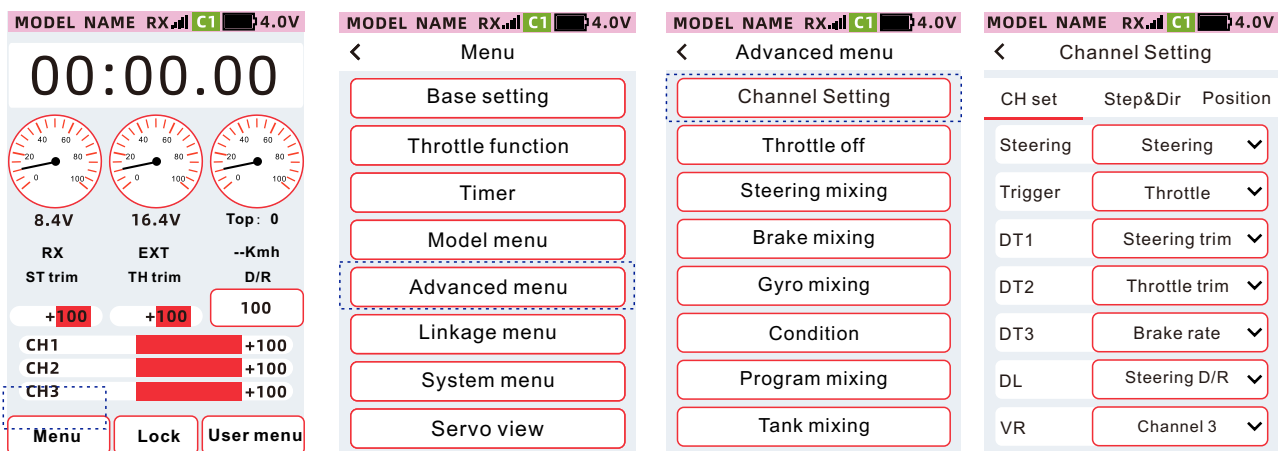 MODEL NAME RX C1 4.0V
00:00.00
40 60
20 80
0 100
40 60
20 80
0 100
40 60
20 80
0 100
8.4V 16.4V Top: 0
RX EXT --Kmh
ST trim TH trim D/R
+100 +100 100
CH1 +100
CH2 +100
CH3 +100
Menu Lock User menu
MODEL NAME RX C1 4.0V
< Menu
Base setting
Throttle function
Timer
Model menu
Advanced menu
Linkage menu
System menu
Servo view
MODEL NAME RX C1 4.0V
< Advanced menu
Channel Setting
Throttle off
Steering mixing
Brake mixing
Gyro mixing
Condition
Program mixing
Tank mixing
MODEL NAME RX C1 4.0V
< Channel Setting
CH set Step&Dir Position
Steering Steering
Trigger Throttle
DT1 Steering trim
DT2 Throttle trim
DT3 Brake rate
DL Steering D/R
VR Channel 3